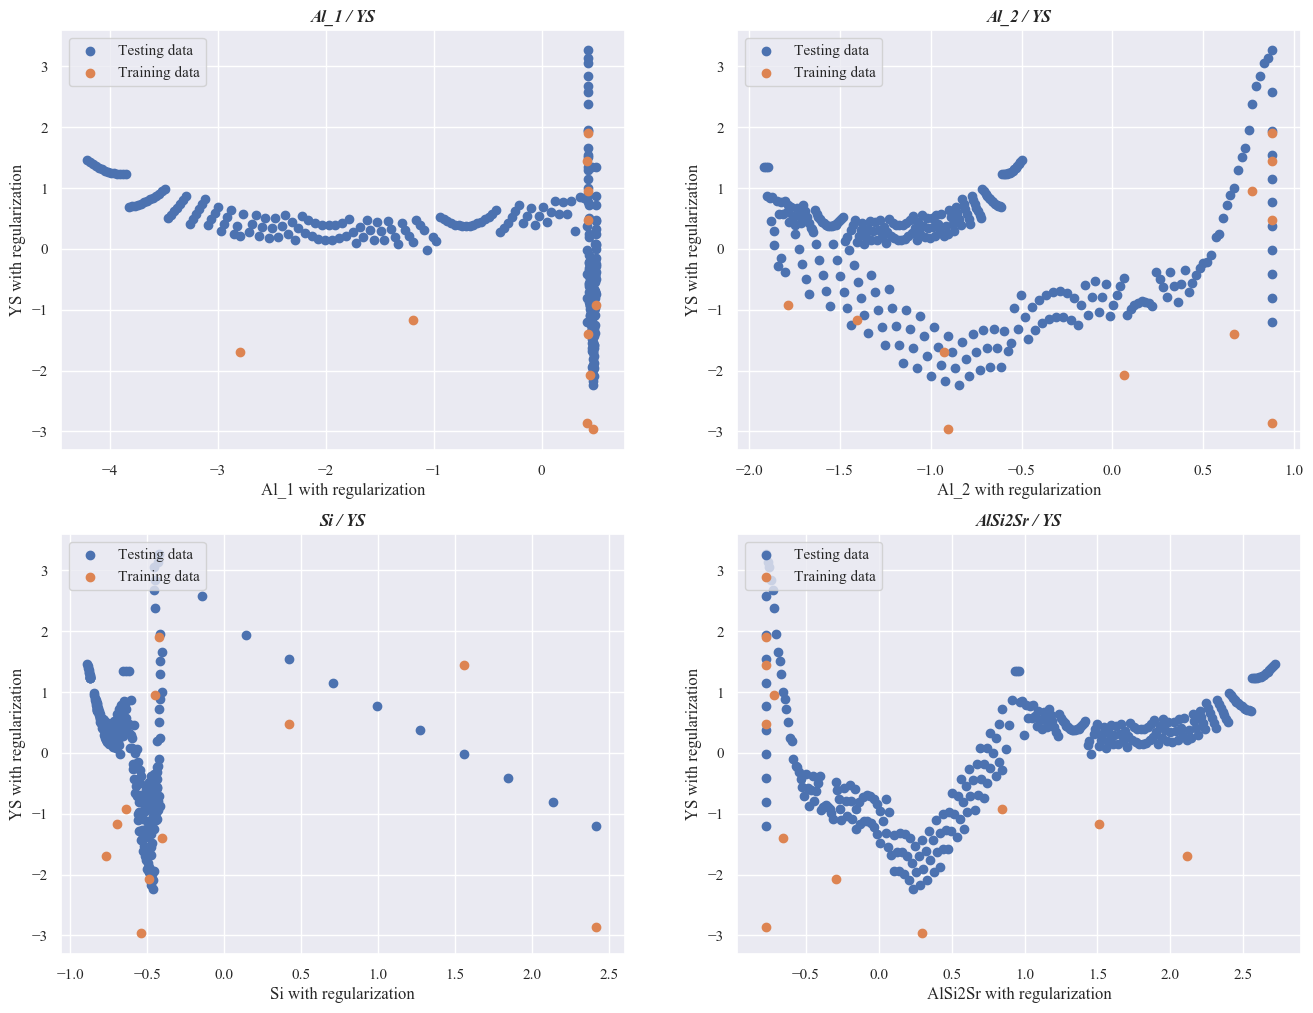 Al_1 / YS
Testing data
Training data
3
2
1
0
−1
−2
−3
YS with regularization
−4
−3
−2
−1
0
Al_1 with regularization
Al_2 / YS
Testing data
Training data
3
2
1
0
−1
−2
−3
YS with regularization
−2.0
−1.5
−1.0
−0.5
0.0
0.5
1.0
Al_2 with regularization
Si / YS
Testing data
Training data
3
2
1
0
−1
−2
−3
YS with regularization
−1.0
−0.5
0.0
0.5
1.0
1.5
2.0
2.5
Si with regularization
AlSi2Sr / YS
Testing data
Training data
3
2
1
0
−1
−2
−3
YS with regularization
−0.5
0.0
0.5
1.0
1.5
2.0
2.5
AlSi2Sr with regularization